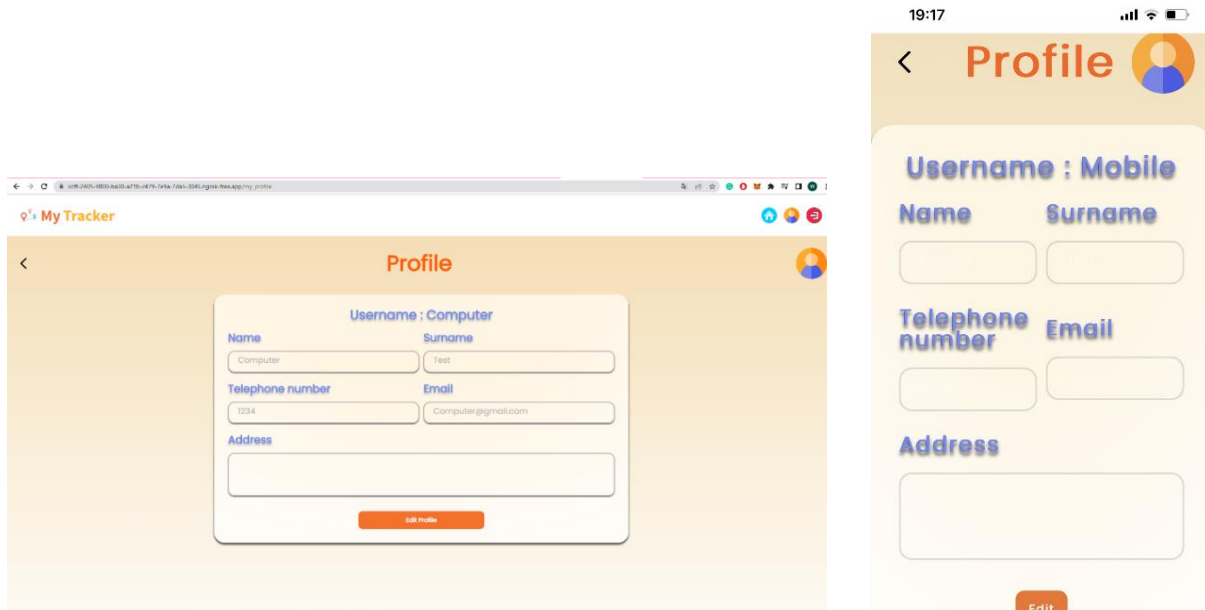 My Tracker
Profile
Username : Computer
Name Surname
Computer Test
Telephone number Email
1234 Computer@gmail.com
Address
Edit Profile
19:17
Profile
Username : Mobile
Name Surname
Telephone
number
Email
Address
Edit